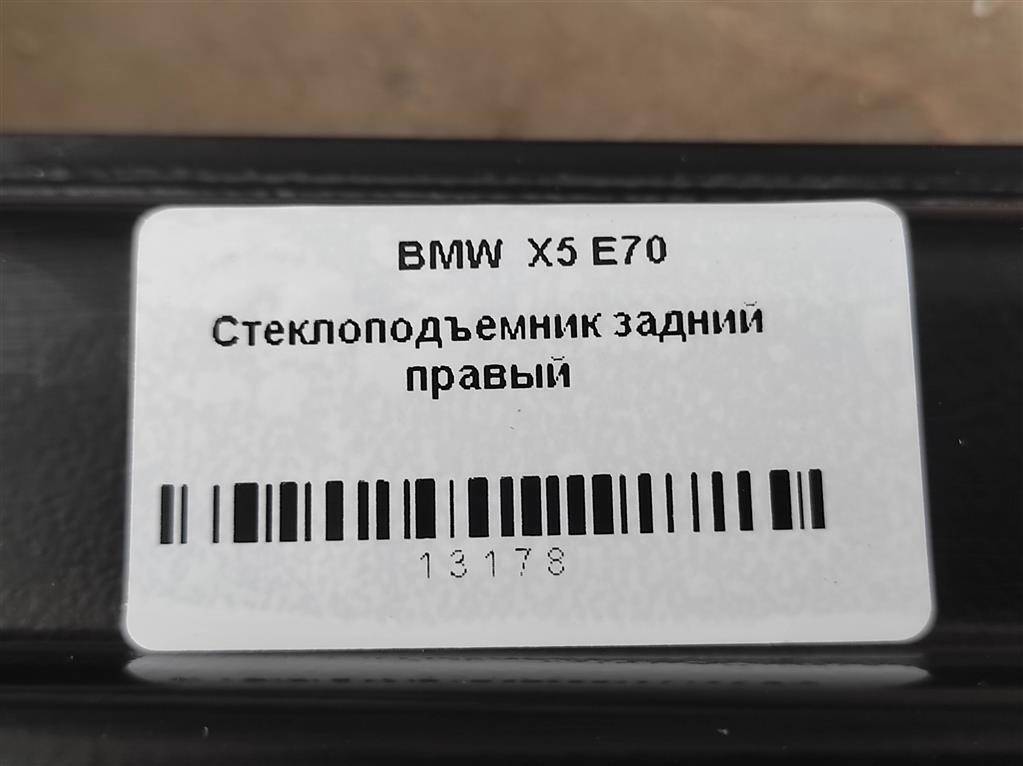 BMW X5 E70
Стеклоподъемник задний
правый
13178